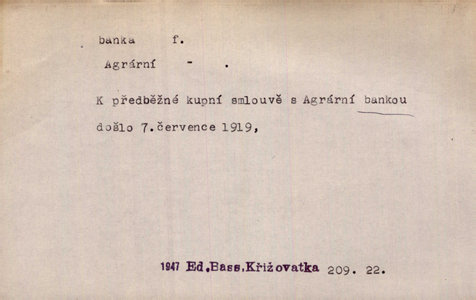 banka f.
Agrární - .
K předběžné kupní smlouvě s Agrární bankou
došlo 7.července 1919,
1947 Ed.Bass,Křižovatka 209. 22.